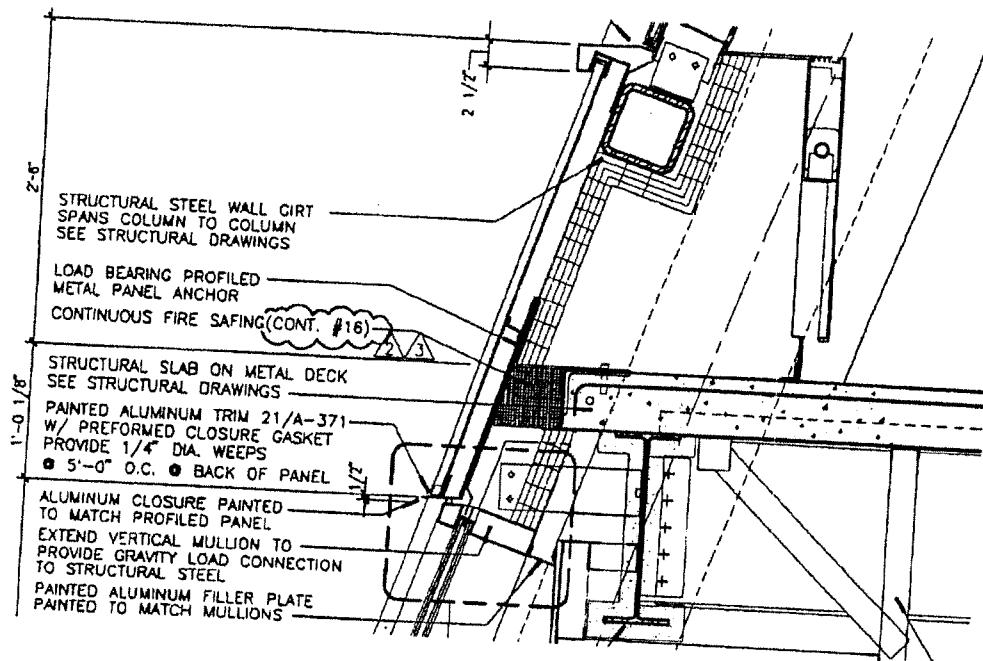 2 1/2"
2'-6"
STRUCTURAL STEEL WALL GIRT
SPANS COLUMN TO COLUMN
SEE STRUCTURAL DRAWINGS
LOAD BEARING PROFILED
METAL PANEL ANCHOR
CONTINUOUS FIRE SAFING (CONT. #16)
2 3
STRUCTURAL SLAB ON METAL DECK
SEE STRUCTURAL DRAWINGS
1'-0 1/8"
PAINTED ALUMINUM TRIM 21/A-371
W/ PREFORMED CLOSURE GASKET
PROVIDE 1/4" DIA. WEEPS
@ 5'-0" O.C. @ BACK OF PANEL
1/2"
ALUMINUM CLOSURE PAINTED
TO MATCH PROFILED PANEL
EXTEND VERTICAL MULLION TO
PROVIDE GRAVITY LOAD CONNECTION
TO STRUCTURAL STEEL
PAINTED ALUMINUM FILLER PLATE
PAINTED TO MATCH MULLIONS